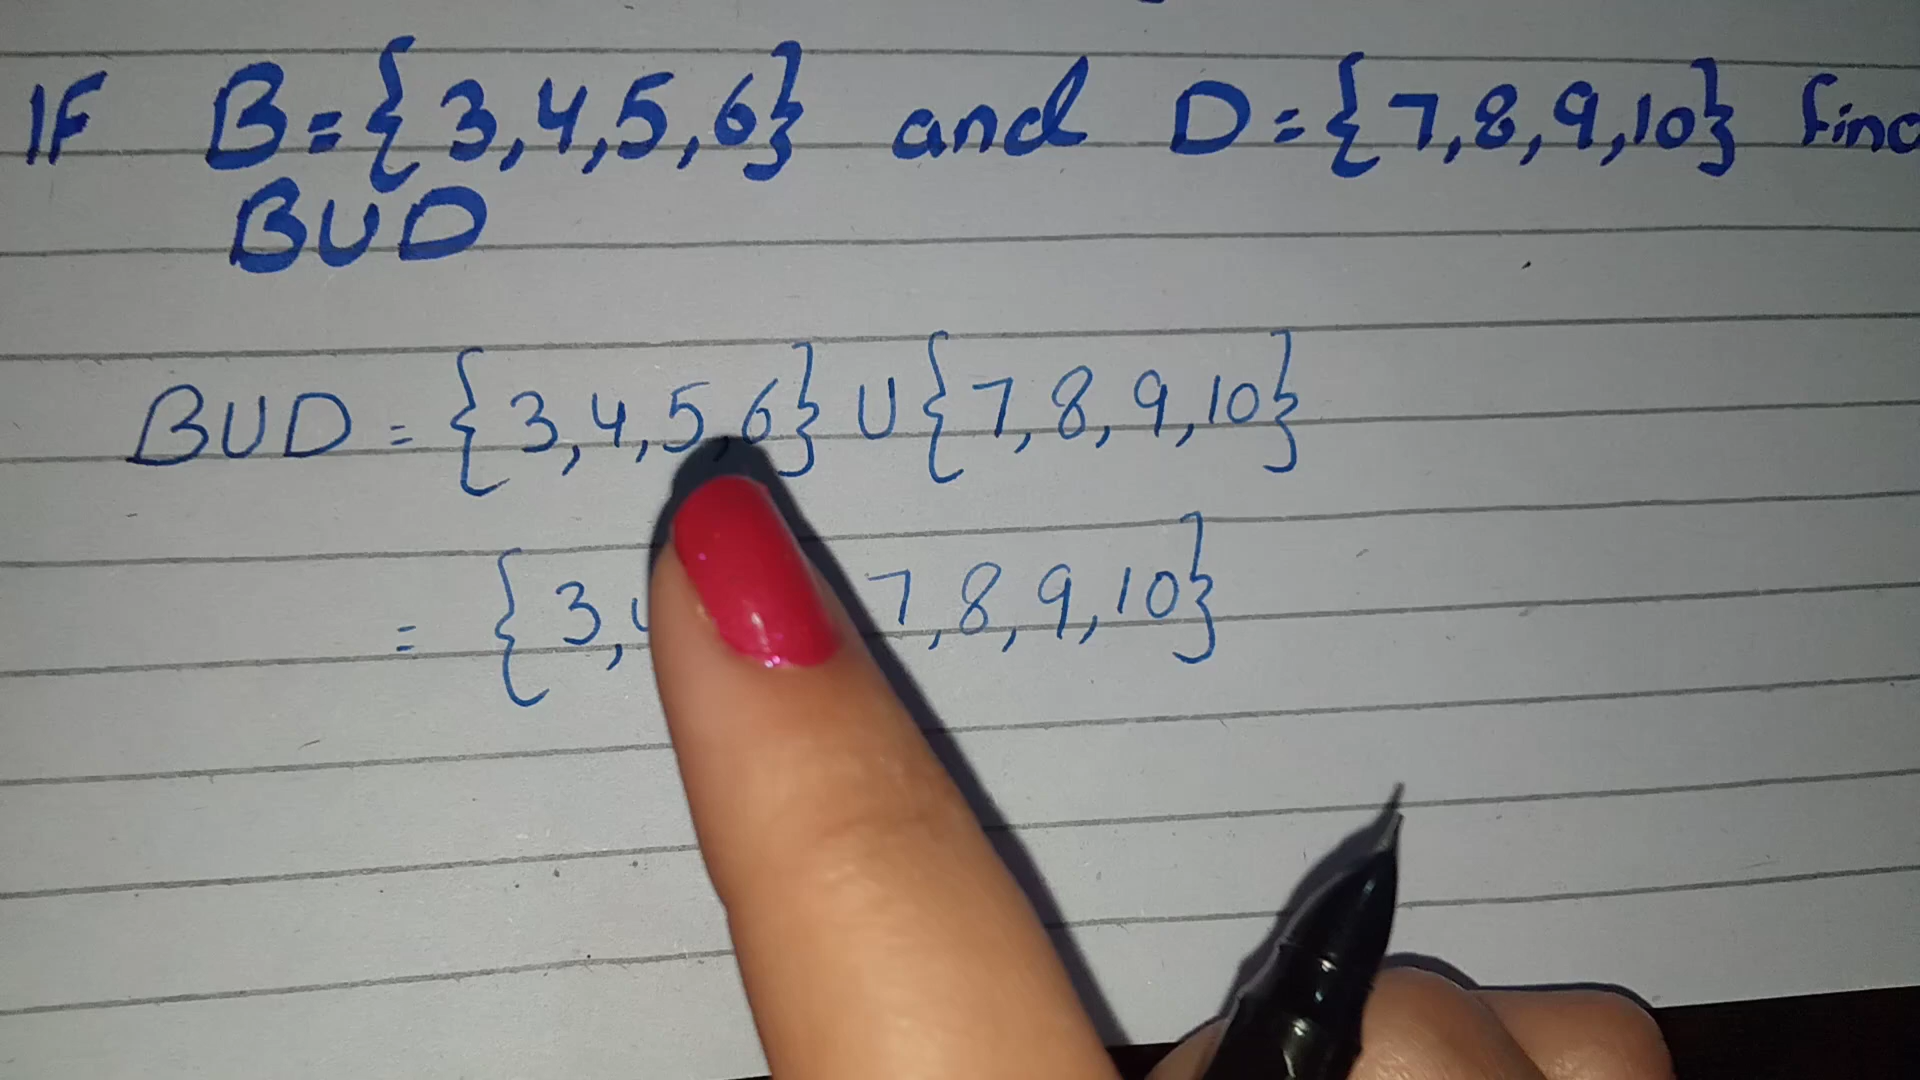 IF B={3,4,5,6} and D={7,8,9,10} find
BUD
BUD = {3,4,5,6} U {7,8,9,10}
= {3,4 7,8,9,10}